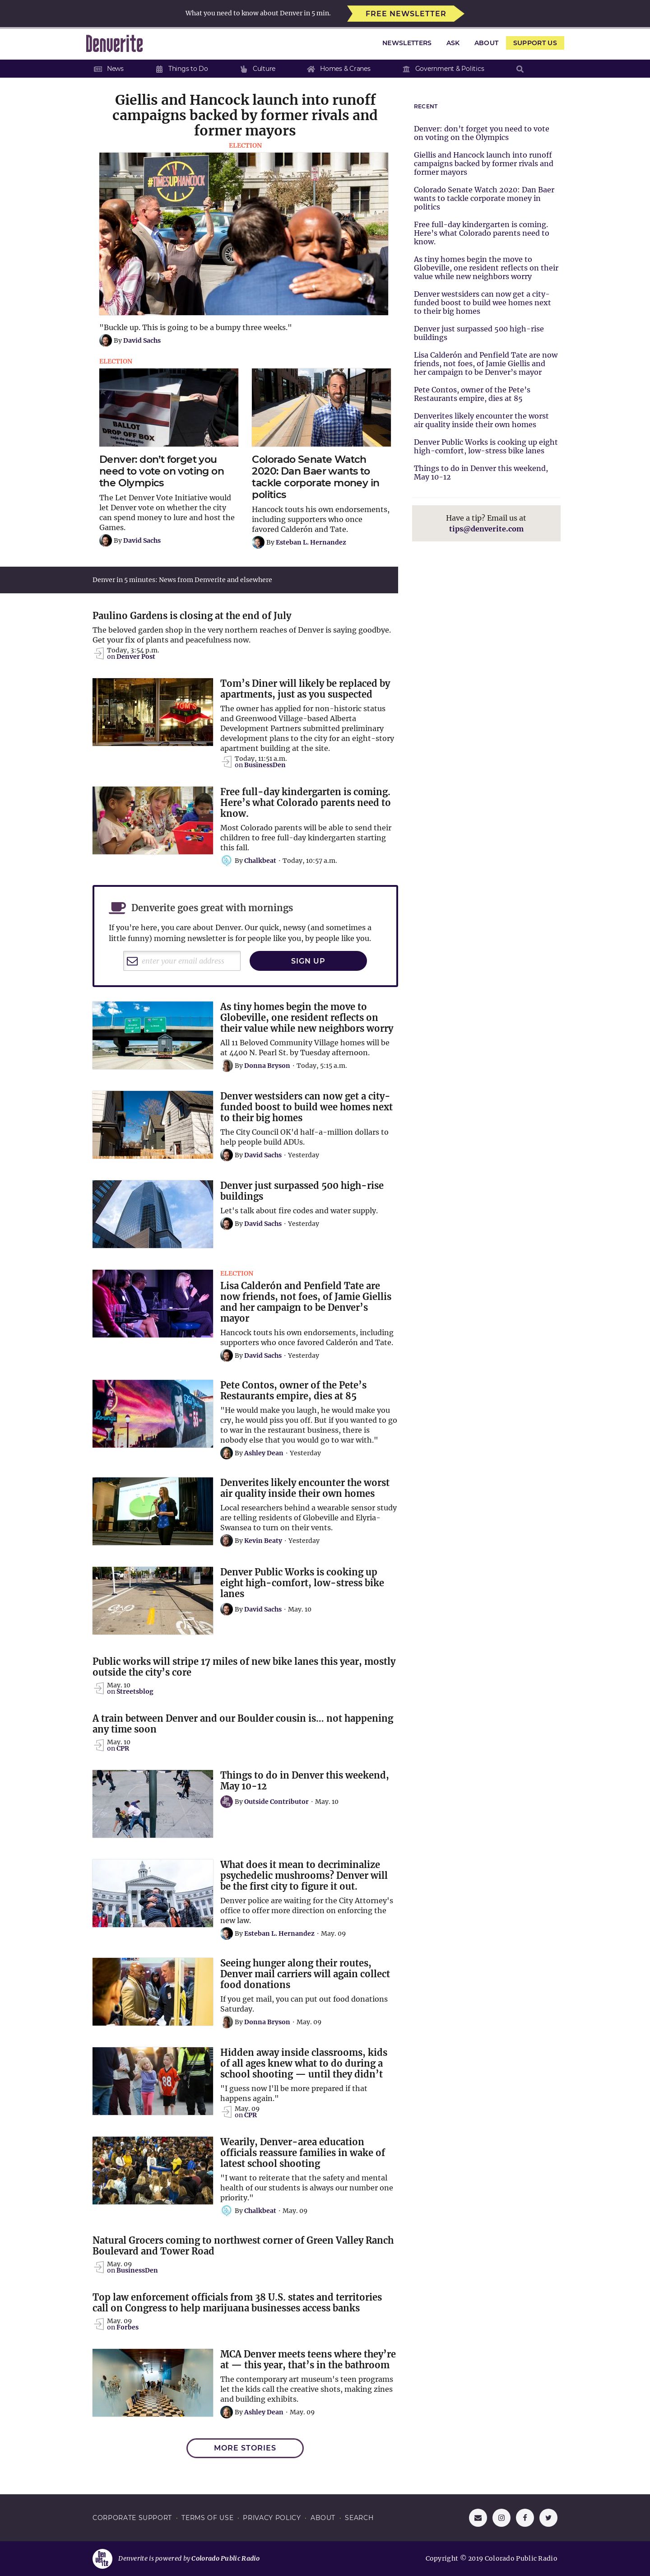 What you need to know about Denver in 5 min.
FREE NEWSLETTER
Denverite
NEWSLETTERS
ASK
ABOUT
SUPPORT US
News
Things to Do
Culture
Homes & Cranes
Government & Politics
Giellis and Hancock launch into runoff
campaigns backed by former rivals and
former mayors
ELECTION
#TIMESUPHANCOCK
"Buckle up. This is going to be a bumpy three weeks."
By David Sachs
ELECTION
BALLOT
DROP OFF BOX
Denver: don't forget you
need to vote on voting on
the Olympics
The Let Denver Vote Initiative would
let Denver vote on whether the city
can spend money to lure and host the
Games.
By David Sachs
Colorado Senate Watch
2020: Dan Baer wants to
tackle corporate money in
politics
Hancock touts his own endorsements,
including supporters who once
favored Calderón and Tate.
By Esteban L. Hernandez
RECENT
Denver: don't forget you need to vote
on voting on the Olympics
Giellis and Hancock launch into runoff
campaigns backed by former rivals and
former mayors
Colorado Senate Watch 2020: Dan Baer
wants to tackle corporate money in
politics
Free full-day kindergarten is coming.
Here's what Colorado parents need to
know.
As tiny homes begin the move to
Globeville, one resident reflects on their
value while new neighbors worry
Denver westsiders can now get a city-
funded boost to build wee homes next
to their big homes
Denver just surpassed 500 high-rise
buildings
Lisa Calderón and Penfield Tate are now
friends, not foes, of Jamie Giellis and
her campaign to be Denver's mayor
Pete Contos, owner of the Pete's
Restaurants empire, dies at 85
Denverites likely encounter the worst
air quality inside their own homes
Denver Public Works is cooking up eight
high-comfort, low-stress bike lanes
Things to do in Denver this weekend,
May 10-12
Have a tip? Email us at
tips@denverite.com
Denver in 5 minutes: News from Denverite and elsewhere
Paulino Gardens is closing at the end of July
The beloved garden shop in the very northern reaches of Denver is saying goodbye.
Get your fix of plants and peacefulness now.
Today, 3:54 p.m.
on Denver Post
Tom's Diner will likely be replaced by
apartments, just as you suspected
The owner has applied for non-historic status
and Greenwood Village-based Alberta
Development Partners submitted preliminary
development plans to the city for an eight-story
apartment building at the site.
Today, 11:51 a.m.
on BusinessDen
Free full-day kindergarten is coming.
Here's what Colorado parents need to
know.
Most Colorado parents will be able to send their
children to free full-day kindergarten starting
this fall.
By Chalkbeat - Today, 10:57 a.m.
Denverite goes great with mornings
If you're here, you care about Denver. Our quick, newsy (and sometimes a
little funny) morning newsletter is for people like you, by people like you.
enter your email address
SIGN UP
As tiny homes begin the move to
Globeville, one resident reflects on
their value while new neighbors worry
All 11 Beloved Community Village homes will be
at 4400 N. Pearl St. by Tuesday afternoon.
By Donna Bryson - Today, 5:15 a.m.
Denver westsiders can now get a city-
funded boost to build wee homes next
to their big homes
The City Council OK'd half-a-million dollars to
help people build ADUs.
By David Sachs - Yesterday
Denver just surpassed 500 high-rise
buildings
Let's talk about fire codes and water supply.
By David Sachs - Yesterday
ELECTION
Lisa Calderón and Penfield Tate are
now friends, not foes, of Jamie Giellis
and her campaign to be Denver's
mayor
Hancock touts his own endorsements, including
supporters who once favored Calderón and Tate.
By David Sachs - Yesterday
Pete Contos, owner of the Pete's
Restaurants empire, dies at 85
"He would make you laugh, he would make you
cry, he would piss you off. But if you wanted to go
to war in the restaurant business, there is
nobody else that you would go to war with."
By Ashley Dean - Yesterday
Denverites likely encounter the worst
air quality inside their own homes
Local researchers behind a wearable sensor study
are telling residents of Globeville and Elyria-
Swansea to turn on their vents.
By Kevin Beaty - Yesterday
Denver Public Works is cooking up
eight high-comfort, low-stress bike
lanes
By David Sachs - May. 10
Public works will stripe 17 miles of new bike lanes this year, mostly
outside the city's core
May. 10
on Streetsblog
A train between Denver and our Boulder cousin is... not happening
any time soon
May. 10
on CPR
Things to do in Denver this weekend,
May 10-12
By Outside Contributor - May. 10
What does it mean to decriminalize
psychedelic mushrooms? Denver will
be the first city to figure it out.
Denver police are waiting for the City Attorney's
office to offer more direction on enforcing the
new law.
By Esteban L. Hernandez - May. 09
Seeing hunger along their routes,
Denver mail carriers will again collect
food donations
If you get mail, you can put out food donations
Saturday.
By Donna Bryson - May. 09
Hidden away inside classrooms, kids
of all ages knew what to do during a
school shooting — until they didn't
"I guess now I'll be more prepared if that
happens again."
May. 09
on CPR
Wearily, Denver-area education
officials reassure families in wake of
latest school shooting
"I want to reiterate that the safety and mental
health of our students is always our number one
priority."
By Chalkbeat - May. 09
Natural Grocers coming to northwest corner of Green Valley Ranch
Boulevard and Tower Road
May. 09
on BusinessDen
Top law enforcement officials from 38 U.S. states and territories
call on Congress to help marijuana businesses access banks
May. 09
on Forbes
MCA Denver meets teens where they're
at — this year, that's in the bathroom
The contemporary art museum's teen programs
let the kids call the creative shots, making zines
and building exhibits.
By Ashley Dean - May. 09
MORE STORIES
CORPORATE SUPPORT - TERMS OF USE - PRIVACY POLICY - ABOUT - SEARCH
Denverite is powered by Colorado Public Radio
Copyright © 2019 Colorado Public Radio